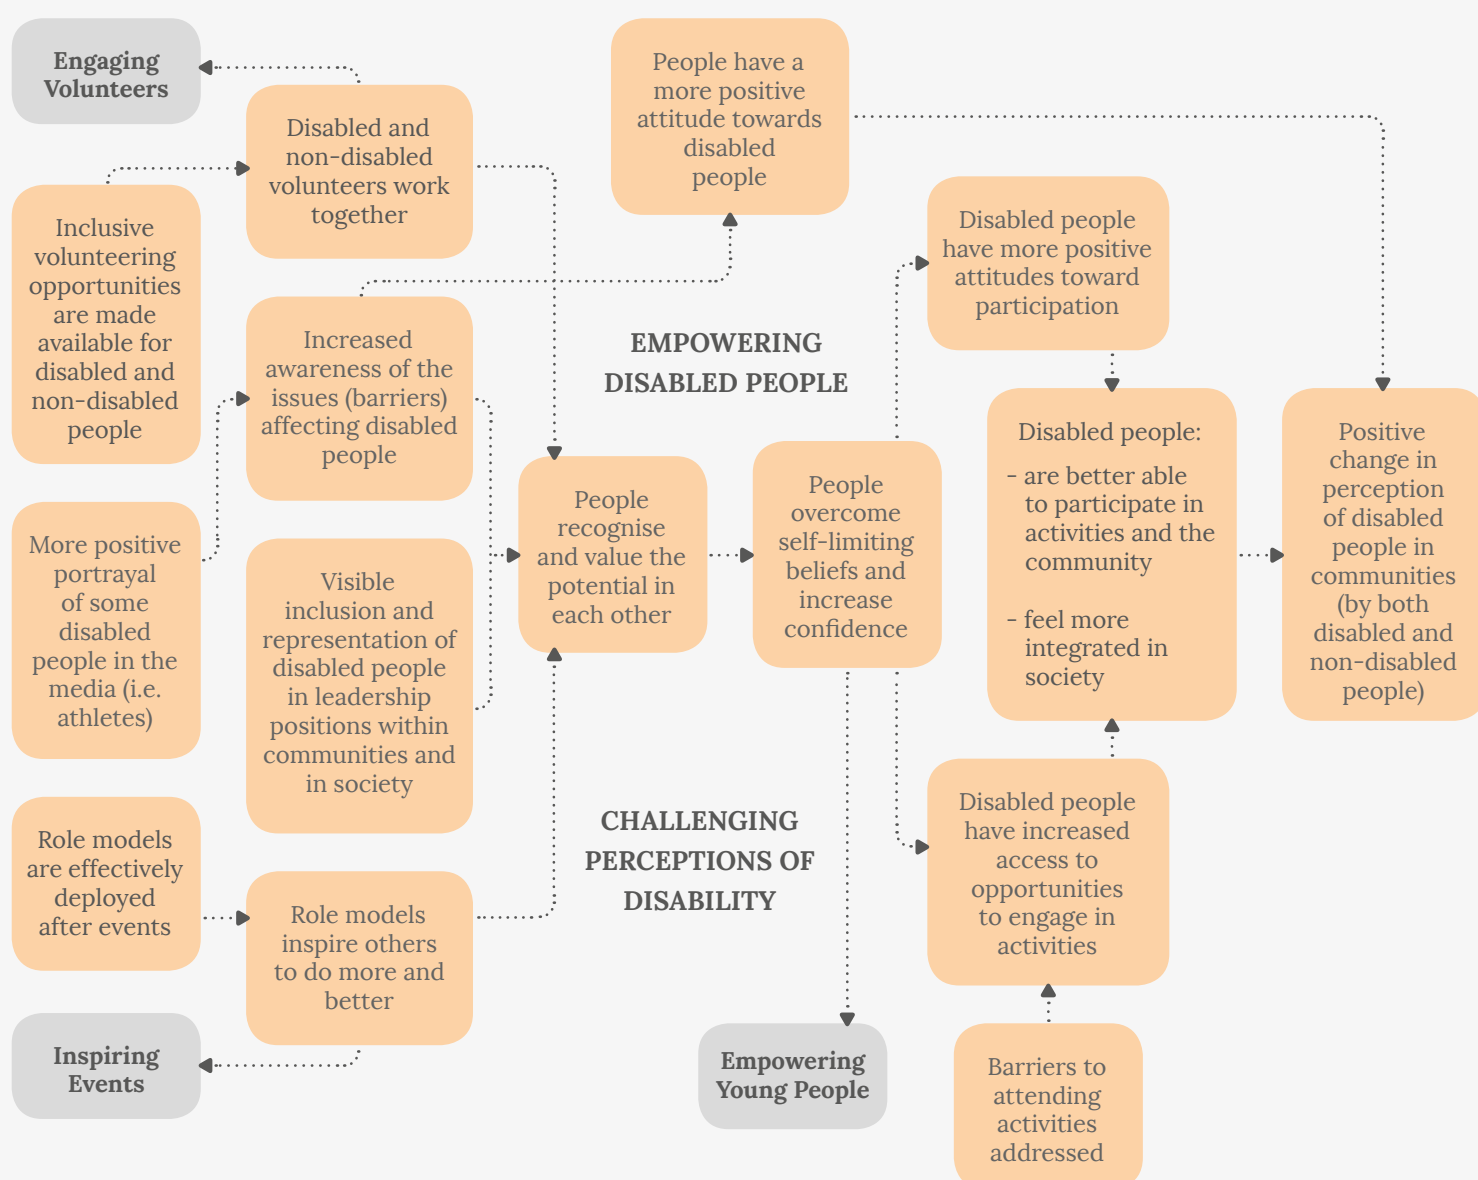 Engaging
Volunteers
Disabled and
non-disabled
volunteers work
together
People have a
more positive
attitude towards
disabled
people
Inclusive
volunteering
opportunities
are made
available for
disabled and
non-disabled
people
Disabled people
have more positive
attitudes toward
participation
Increased
awareness of the
issues (barriers)
affecting disabled
people
EMPOWERING
DISABLED PEOPLE
More positive
portrayal
of some
disabled
people in the
media (i.e.
athletes)
Visible
inclusion and
representation of
disabled people
in leadership
positions within
communities and
in society
People
recognise
and value the
potential in
each other
People
overcome
self-limiting
beliefs and
increase
confidence
Disabled people:
- are better able
to participate in
activities and the
community
- feel more
integrated in
society
Positive
change in
perception
of disabled
people in
communities
(by both
disabled and
non-disabled
people)
Role models
are effectively
deployed
after events
Role models
inspire others
to do more and
better
CHALLENGING
PERCEPTIONS OF
DISABILITY
Disabled people
have increased
access to
opportunities
to engage in
activities
Inspiring
Events
Empowering
Young People
Barriers to
attending
activities
addressed